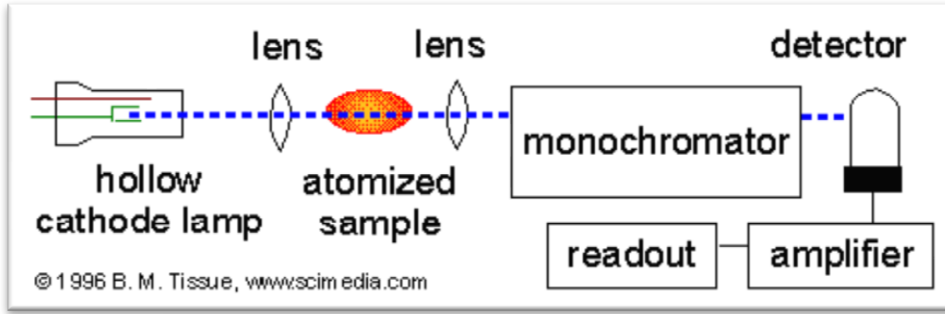 lens
lens
detector
monochromator
hollow
cathode lamp
atomized
sample
readout
amplifier
© 1996 B. M. Tissue, www.scimedia.com